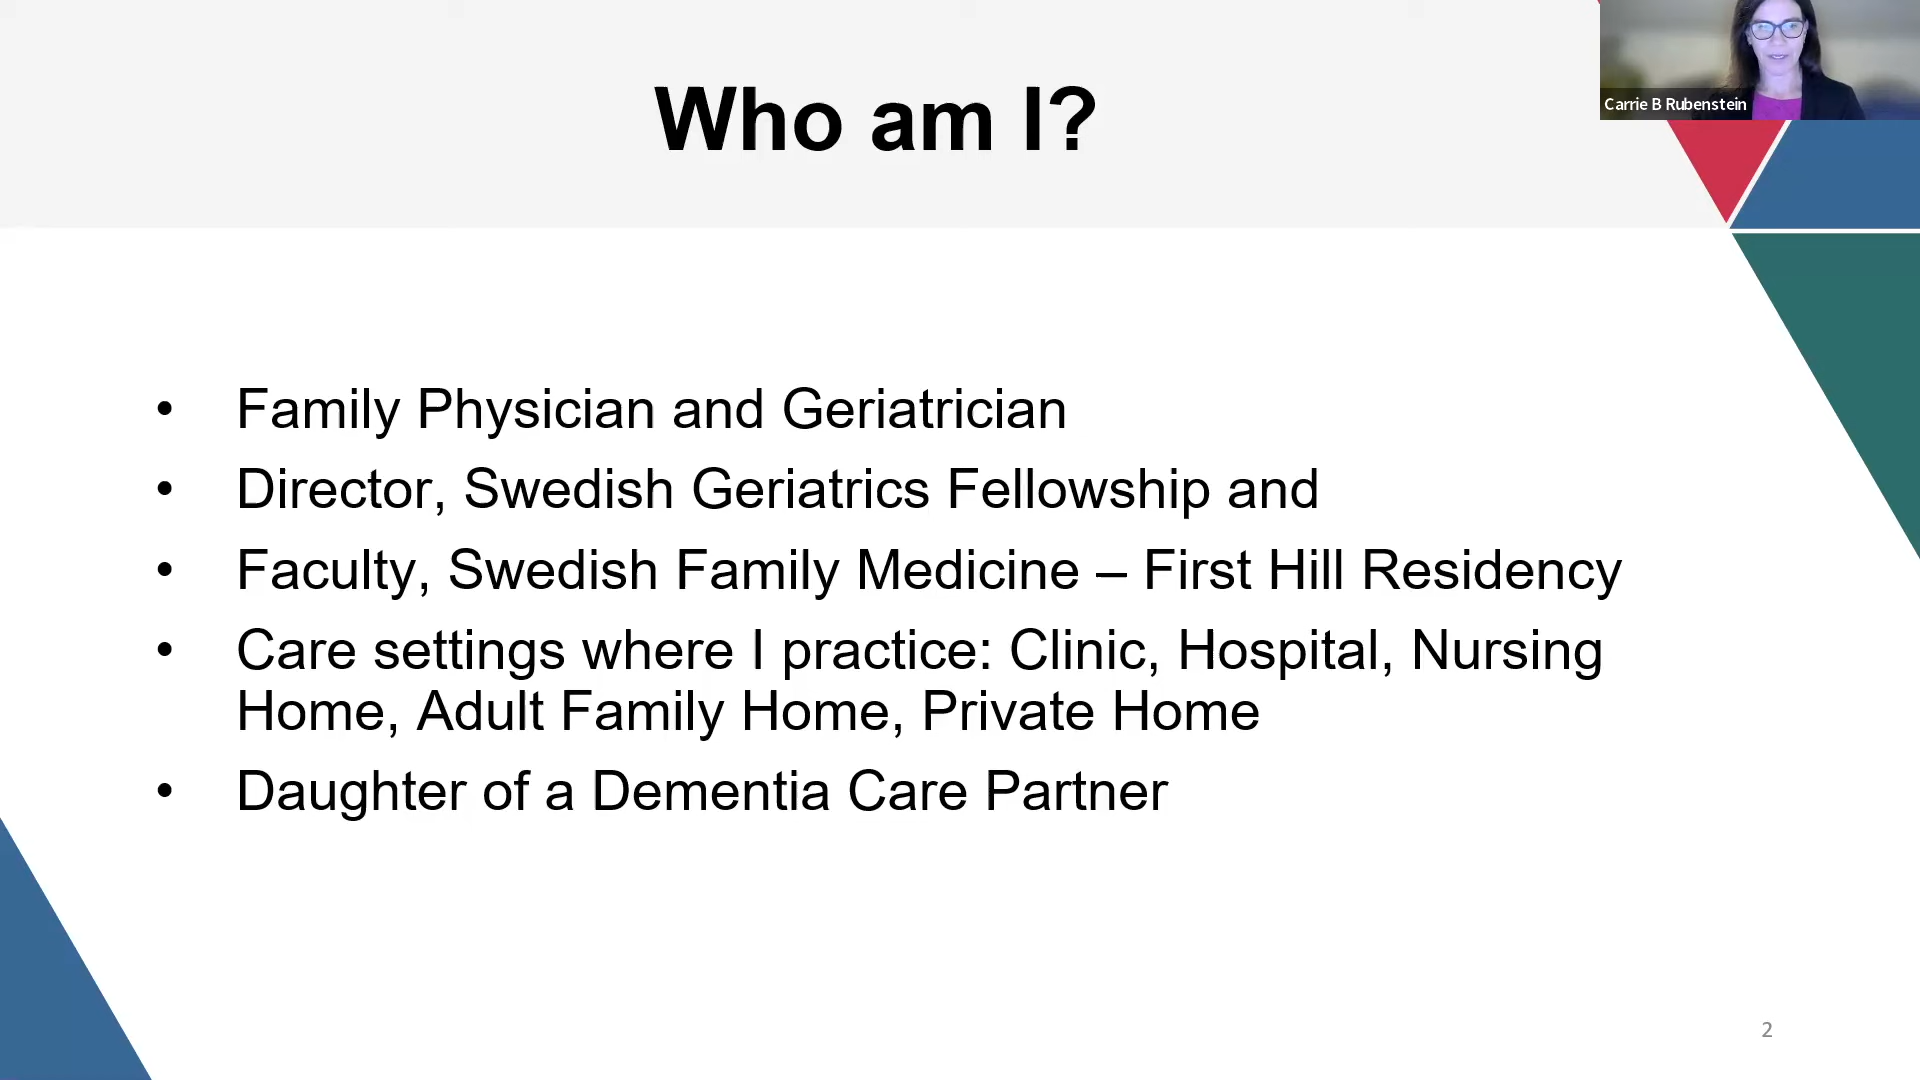 Carrie B Rubenstein
Who am I?
• Family Physician and Geriatrician
• Director, Swedish Geriatrics Fellowship and
• Faculty, Swedish Family Medicine – First Hill Residency
• Care settings where I practice: Clinic, Hospital, Nursing
Home, Adult Family Home, Private Home
• Daughter of a Dementia Care Partner
2